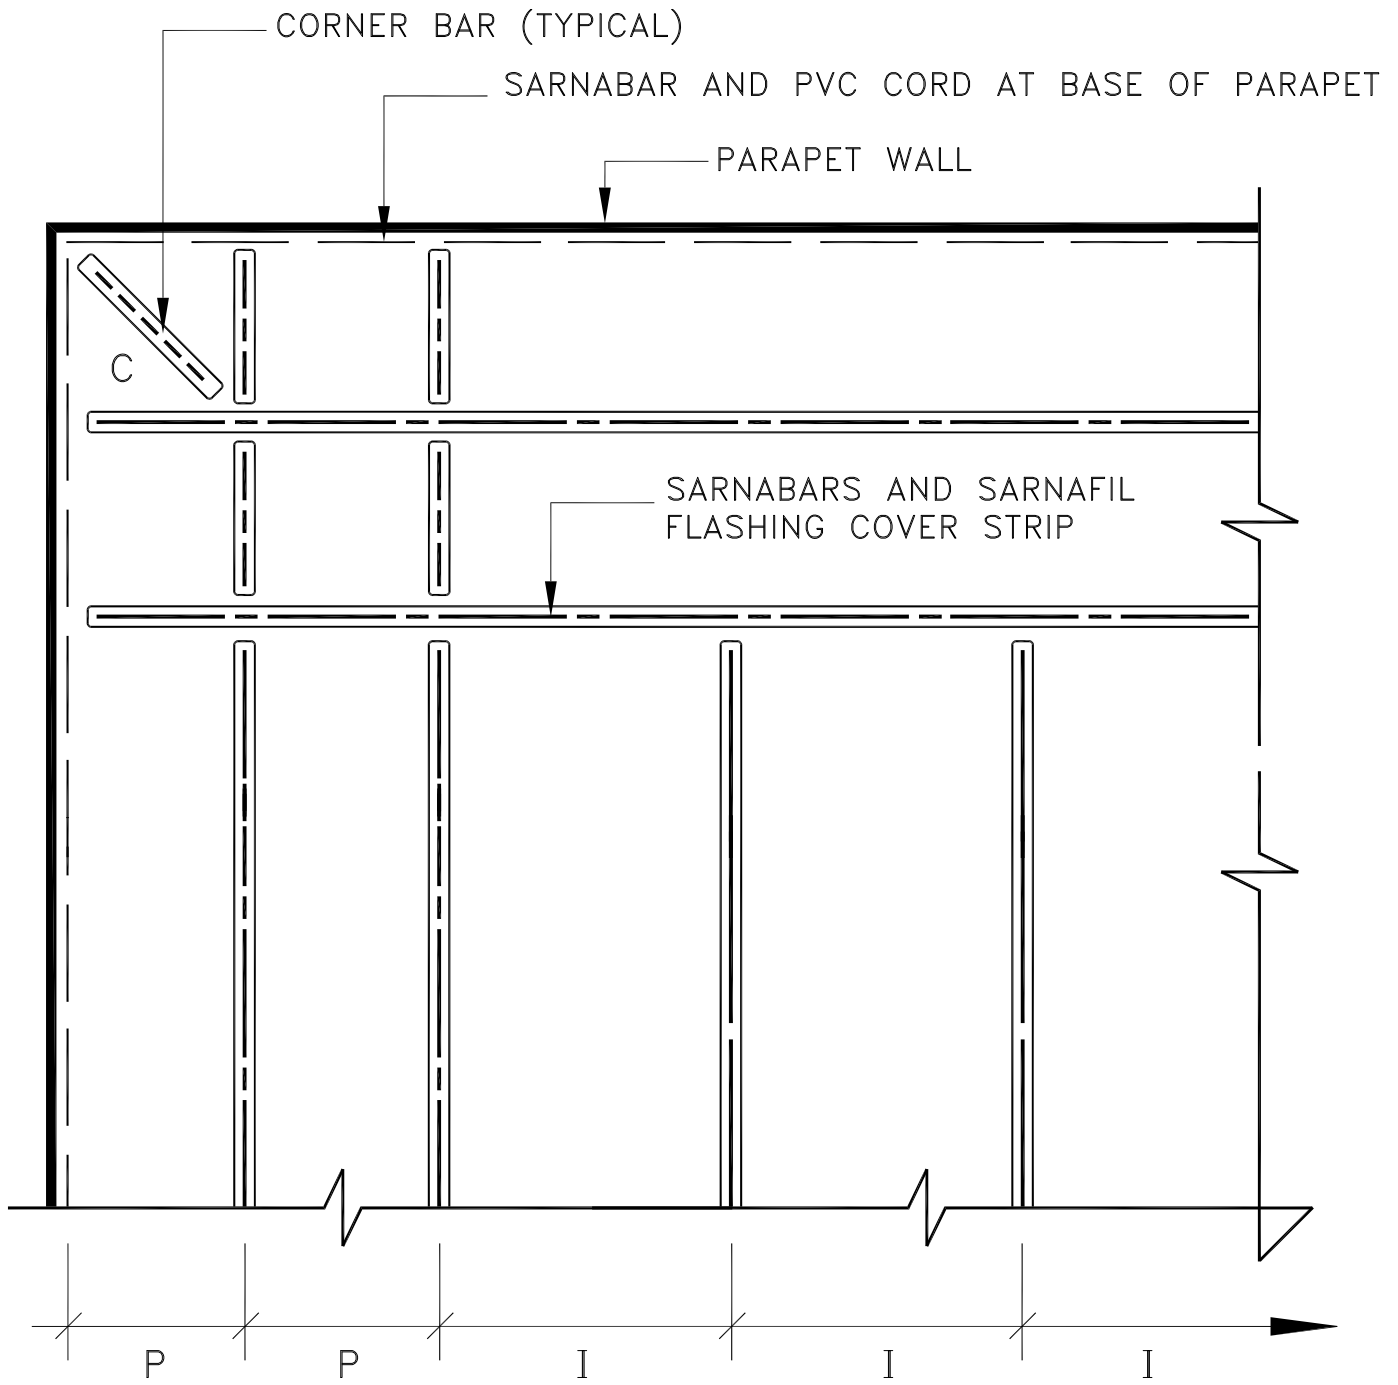 CORNER BAR (TYPICAL)
SARNABAR AND PVC CORD AT BASE OF PARAPET
PARAPET WALL
C
SARNABARS AND SARNAFIL
FLASHING COVER STRIP
P P I I I